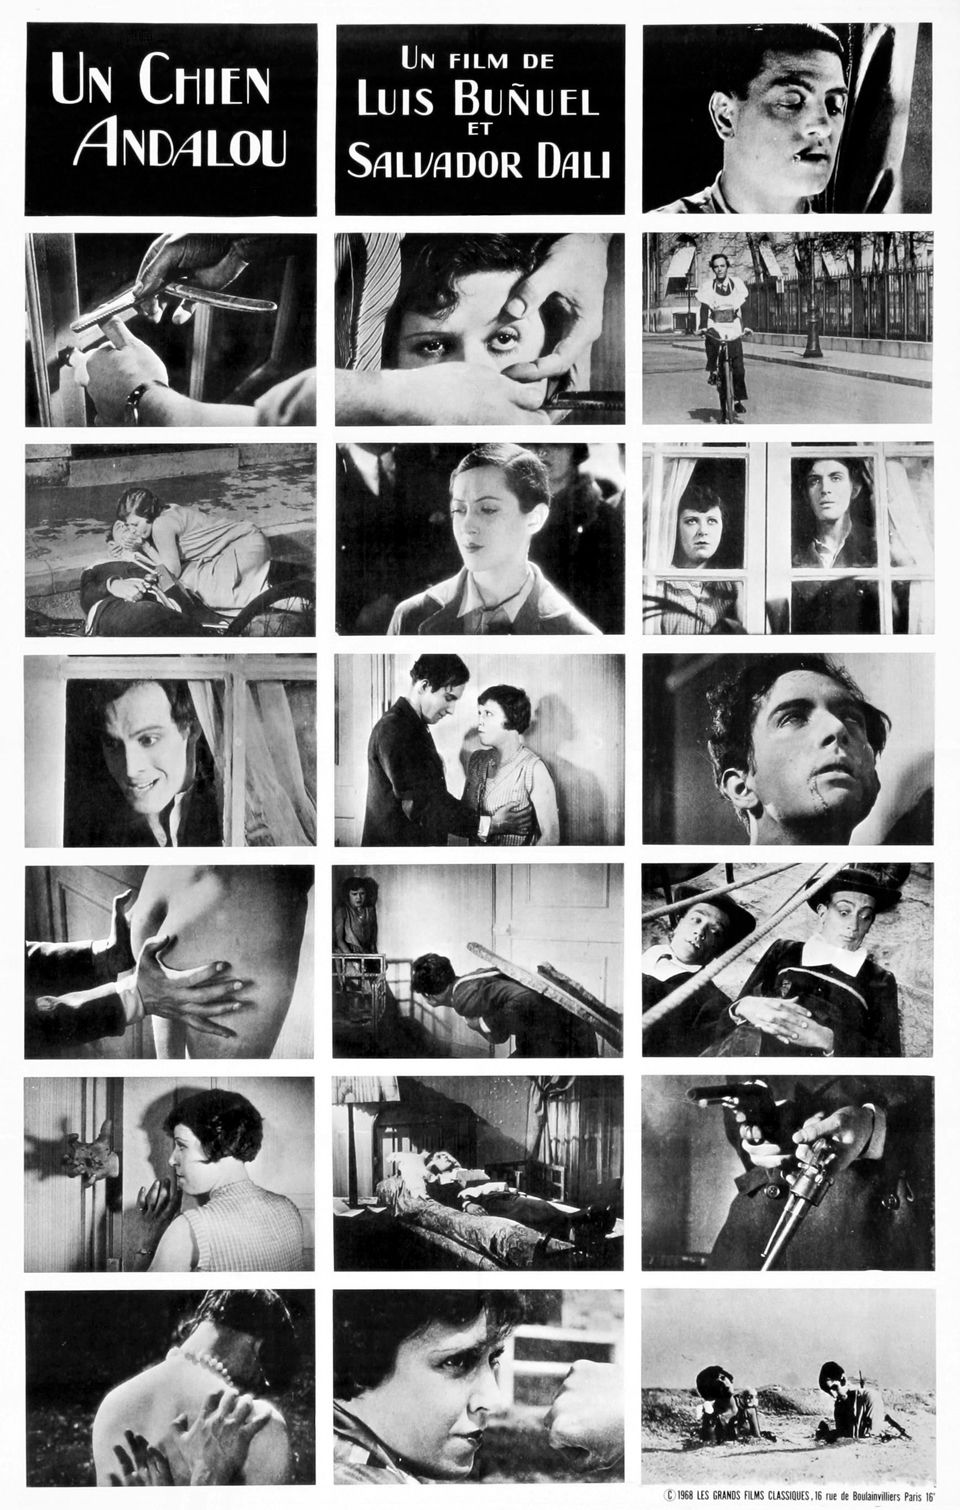 UN CHIEN
ANDALOU
UN FILM DE
LUIS BUÑUEL
ET
SALVADOR DALI
© 1968 LES GRANDS FILMS CLASSIQUES, 16 rue de Boulainvilliers Paris 16ᵉ